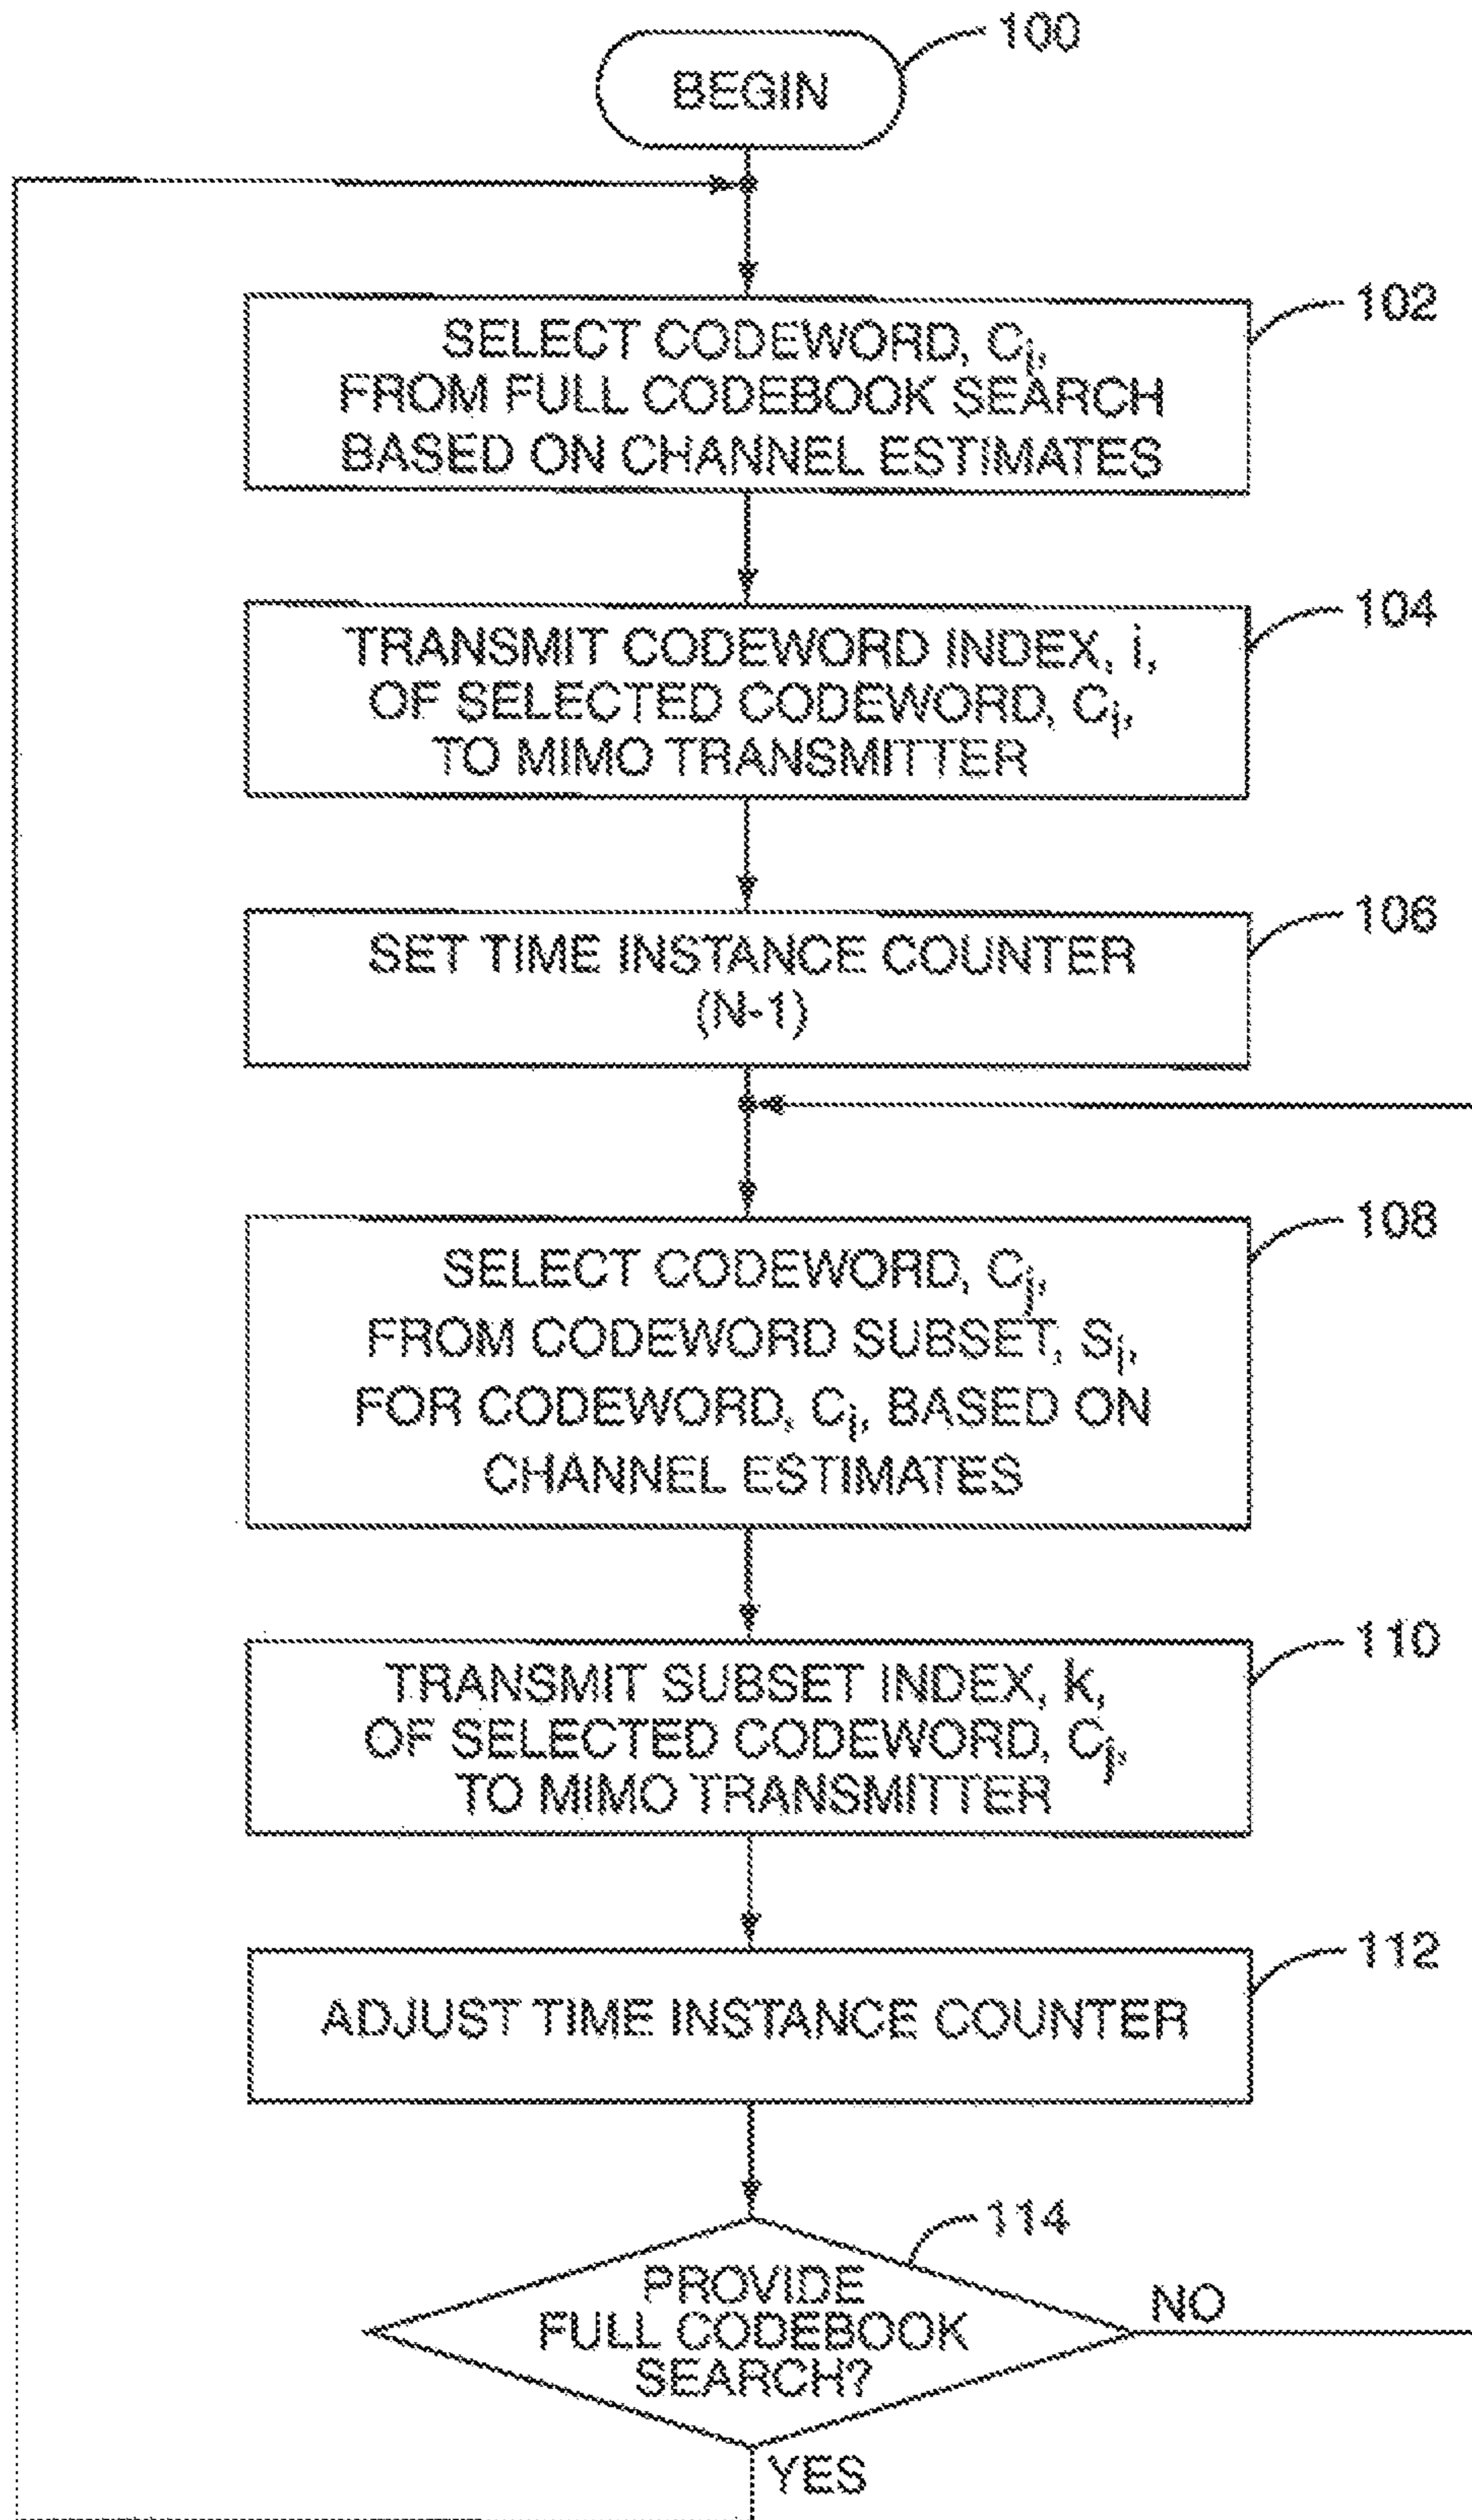 100
BEGIN
102
SELECT CODEWORD, Ci,
FROM FULL CODEBOOK SEARCH
BASED ON CHANNEL ESTIMATES
104
TRANSMIT CODEWORD INDEX, i,
OF SELECTED CODEWORD, Ci,
TO MIMO TRANSMITTER
106
SET TIME INSTANCE COUNTER
(N-1)
108
SELECT CODEWORD, Cj,
FROM CODEWORD SUBSET, Si,
FOR CODEWORD, Ci, BASED ON
CHANNEL ESTIMATES
110
TRANSMIT SUBSET INDEX, k,
OF SELECTED CODEWORD, Cj,
TO MIMO TRANSMITTER
112
ADJUST TIME INSTANCE COUNTER
114
PROVIDE
FULL CODEBOOK
SEARCH?
NO
YES